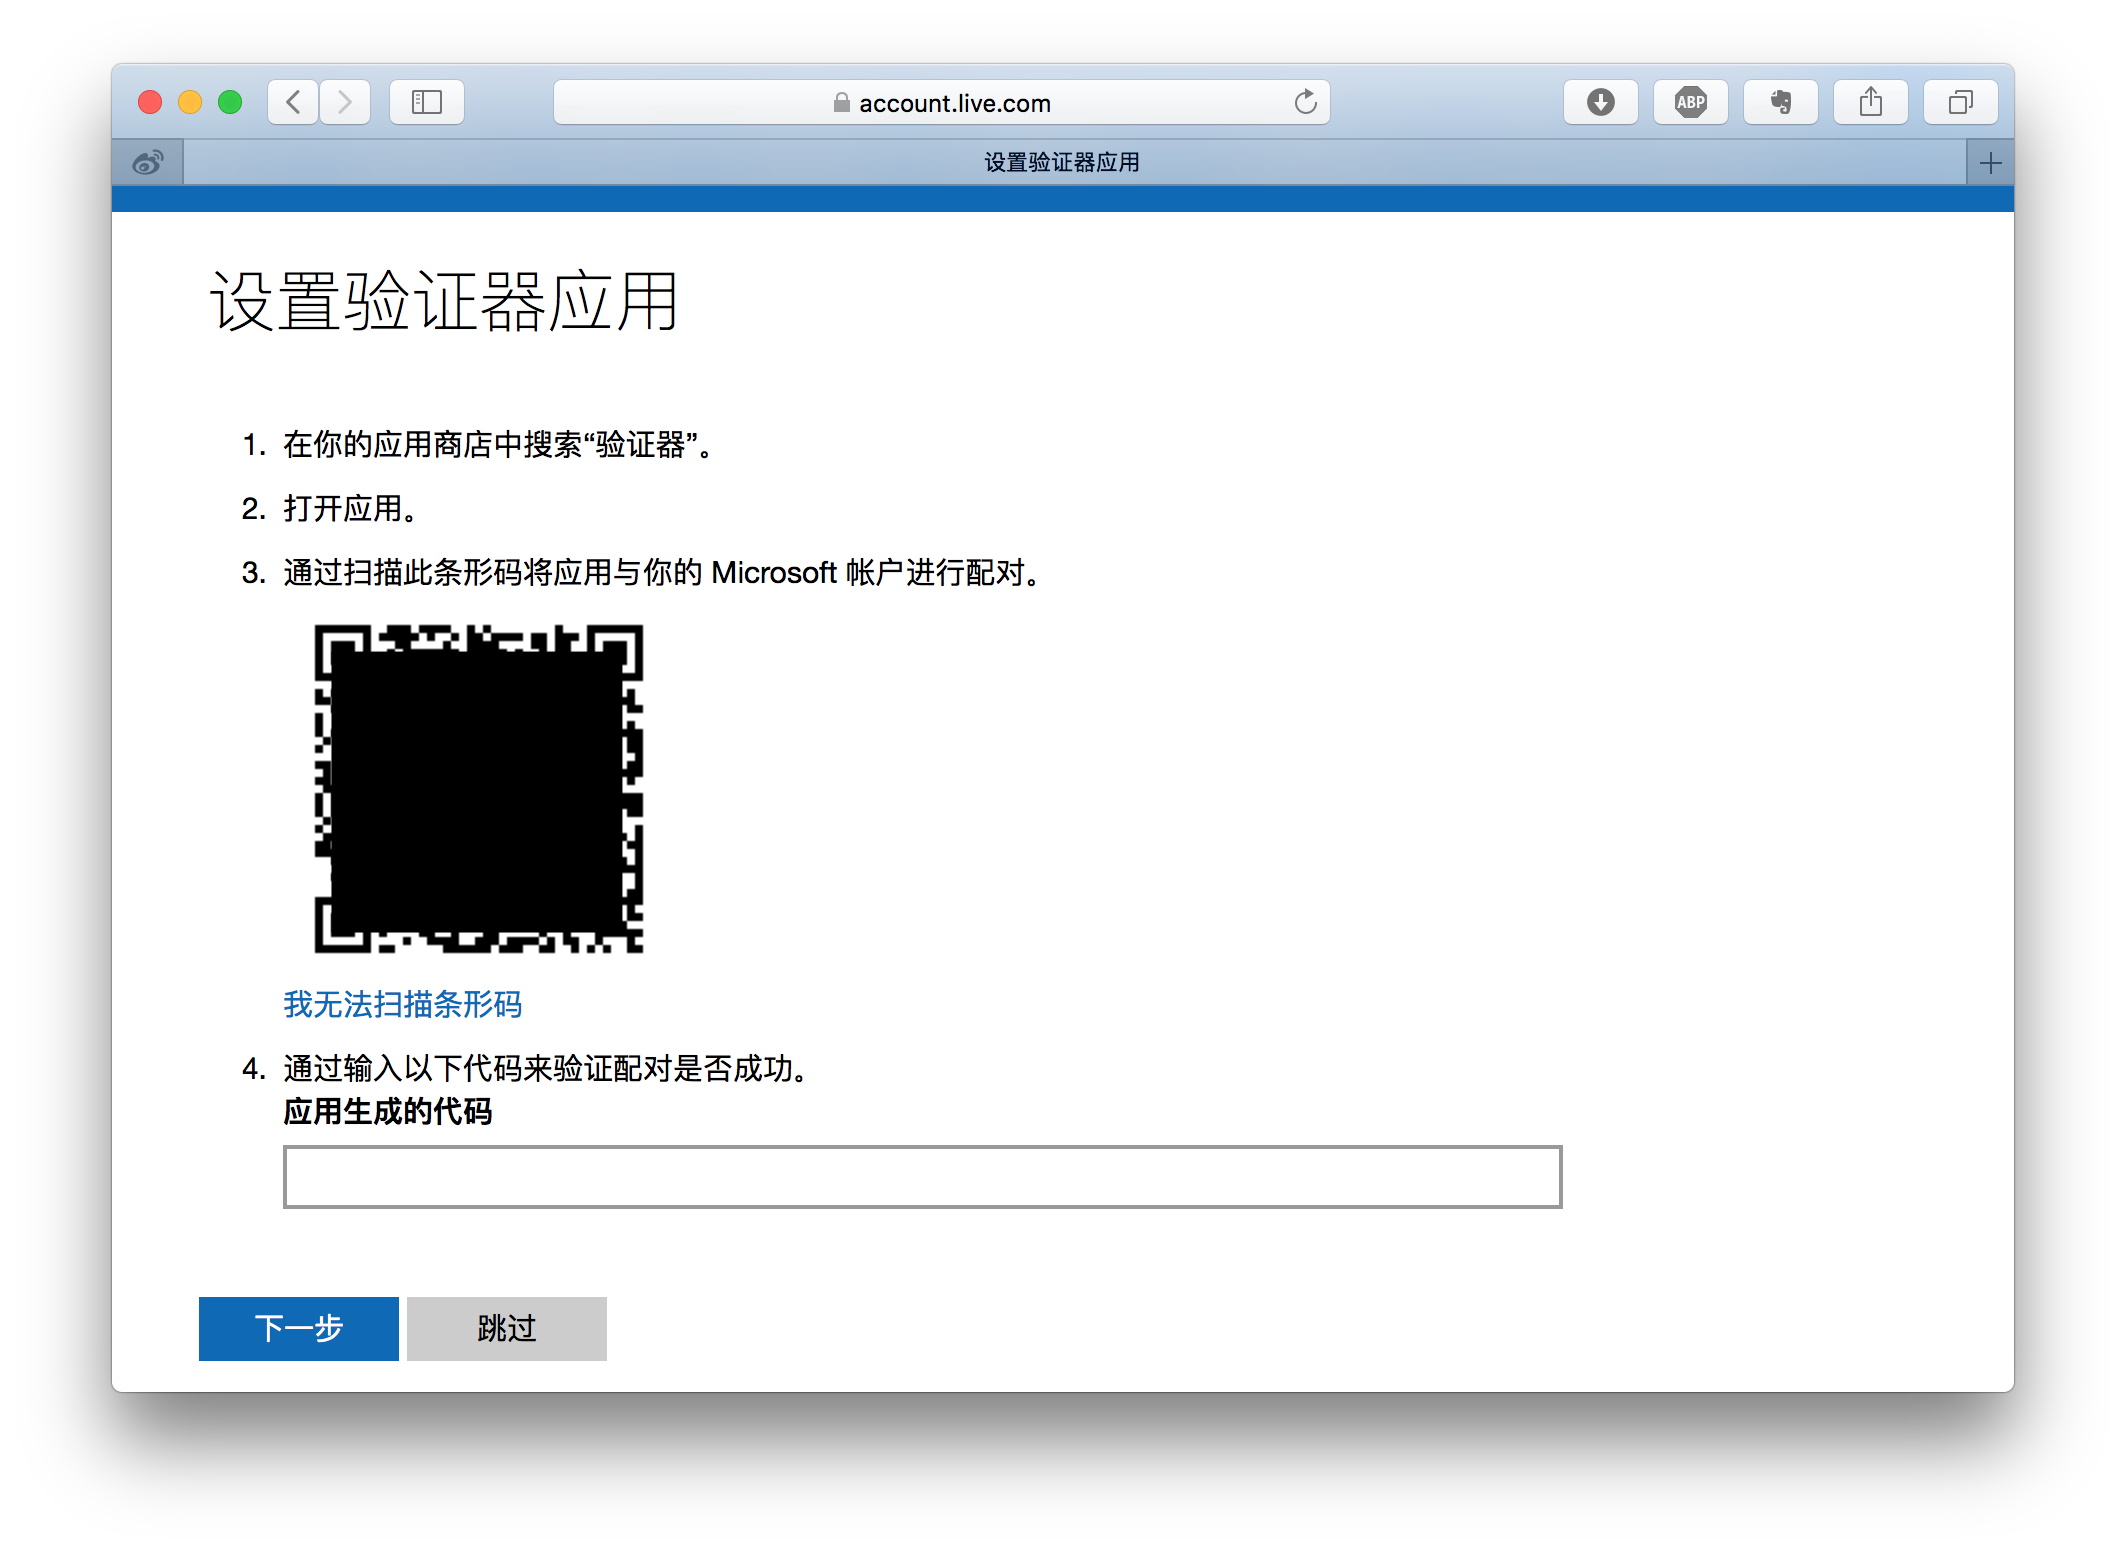 account.live.com
ABP
设置验证器应用
设置验证器应用
1. 在你的应用商店中搜索“验证器”。
2. 打开应用。
3. 通过扫描此条形码将应用与你的 Microsoft 帐户进行配对。
我无法扫描条形码
4. 通过输入以下代码来验证配对是否成功。
应用生成的代码
下一步 跳过